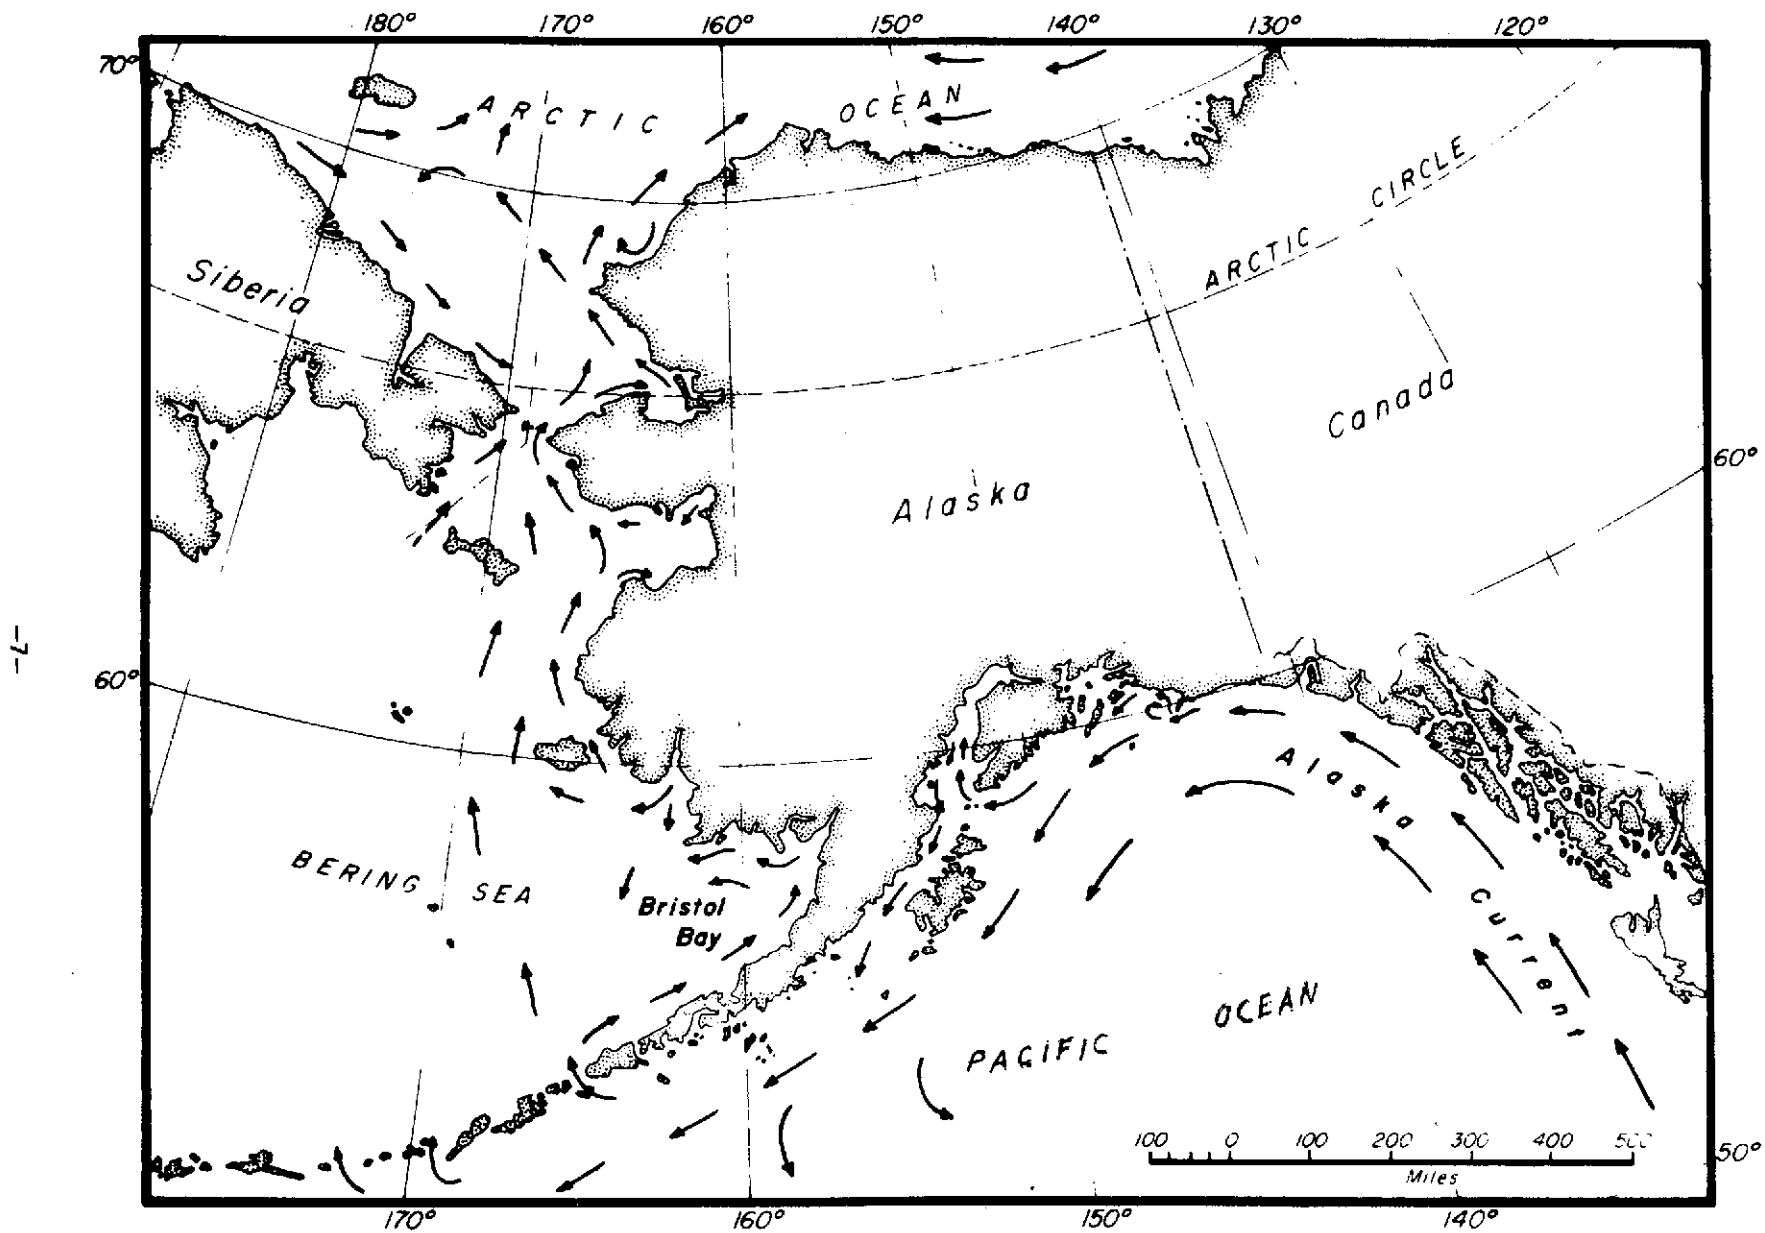 180° 170° 160° 150° 140° 130° 120°
70°
ARCTIC OCEAN
ARCTIC CIRCLE
Siberia
Canada
60°
Alaska
-7-
60°
Alaska Current
BERING SEA
Bristol
Bay
PACIFIC OCEAN
100 0 100 200 300 400 500
Miles
50°
170° 160° 150° 140°